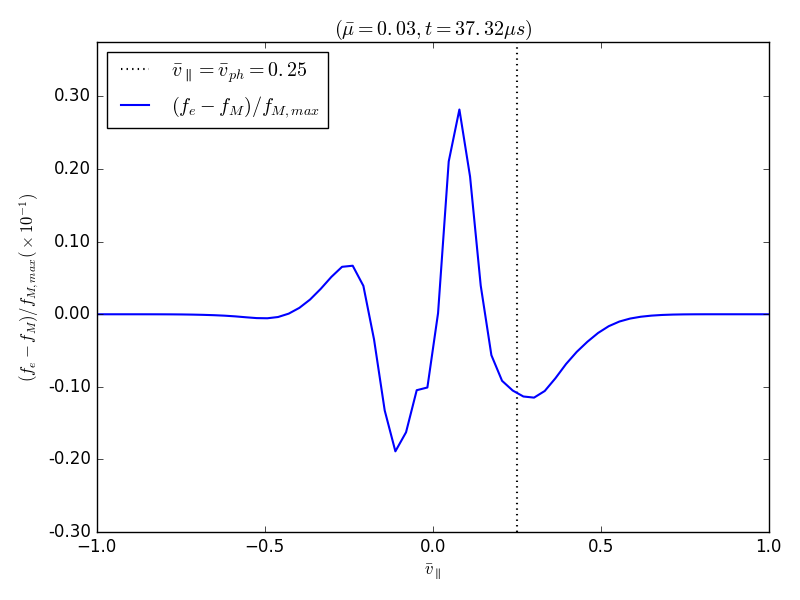 (μ̄ = 0.03, t = 37.32μs)
v̄∥ = v̄ph = 0.25
(fe − fM)/fM,max
(fe − fM)/fM,max(×10⁻¹)
0.30
0.20
0.10
0.00
-0.10
-0.20
-0.30
−1.0 −0.5 0.0 0.5 1.0
v̄∥